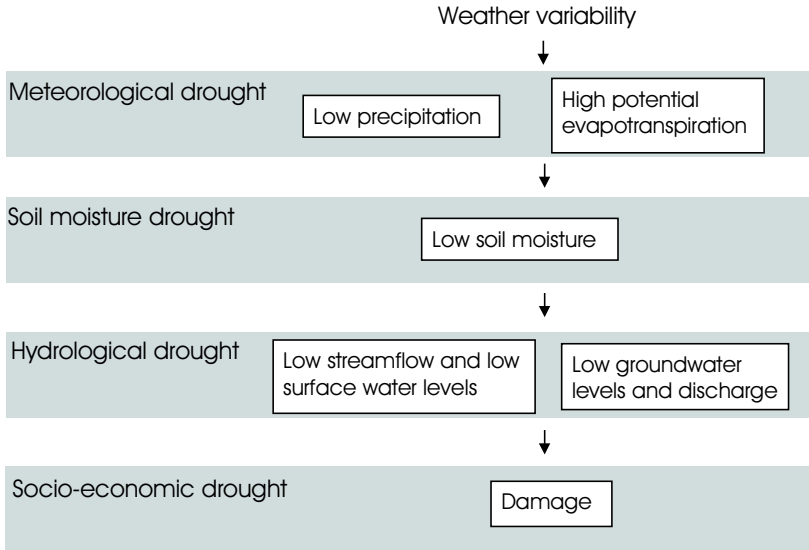 Weather variability
Meteorological drought
Low precipitation
High potential
evapotranspiration
Soil moisture drought
Low soil moisture
Hydrological drought
Low streamflow and low
surface water levels
Low groundwater
levels and discharge
Socio-economic drought
Damage